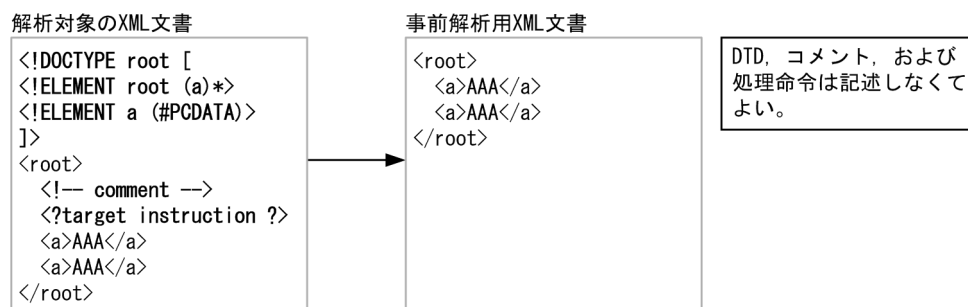 解析対象のXML文書
<!DOCTYPE root [
<!ELEMENT root (a)*>
<!ELEMENT a (#PCDATA)>
]>
<root>
  <!-- comment -->
  <?target instruction ?>
  <a>AAA</a>
  <a>AAA</a>
</root>
事前解析用XML文書
<root>
  <a>AAA</a>
  <a>AAA</a>
</root>
DTD, コメント, および
処理命令は記述しなくて
よい。